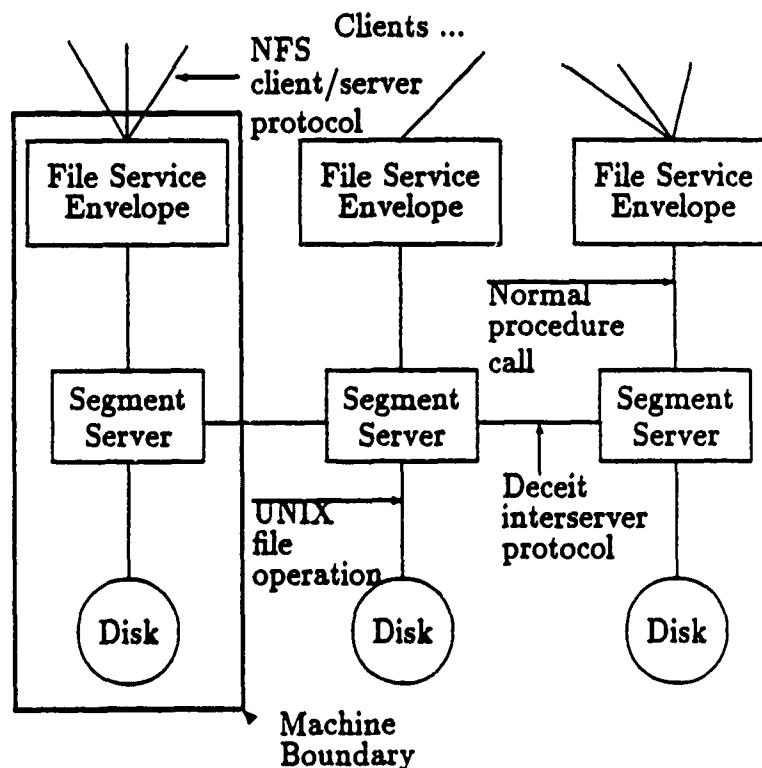 Clients ...
NFS
client/server
protocol
File Service
Envelope
File Service
Envelope
File Service
Envelope
Normal
procedure
call
Segment
Server
Segment
Server
Segment
Server
UNIX
file
operation
Deceit
interserver
protocol
Disk
Disk
Disk
Machine
Boundary